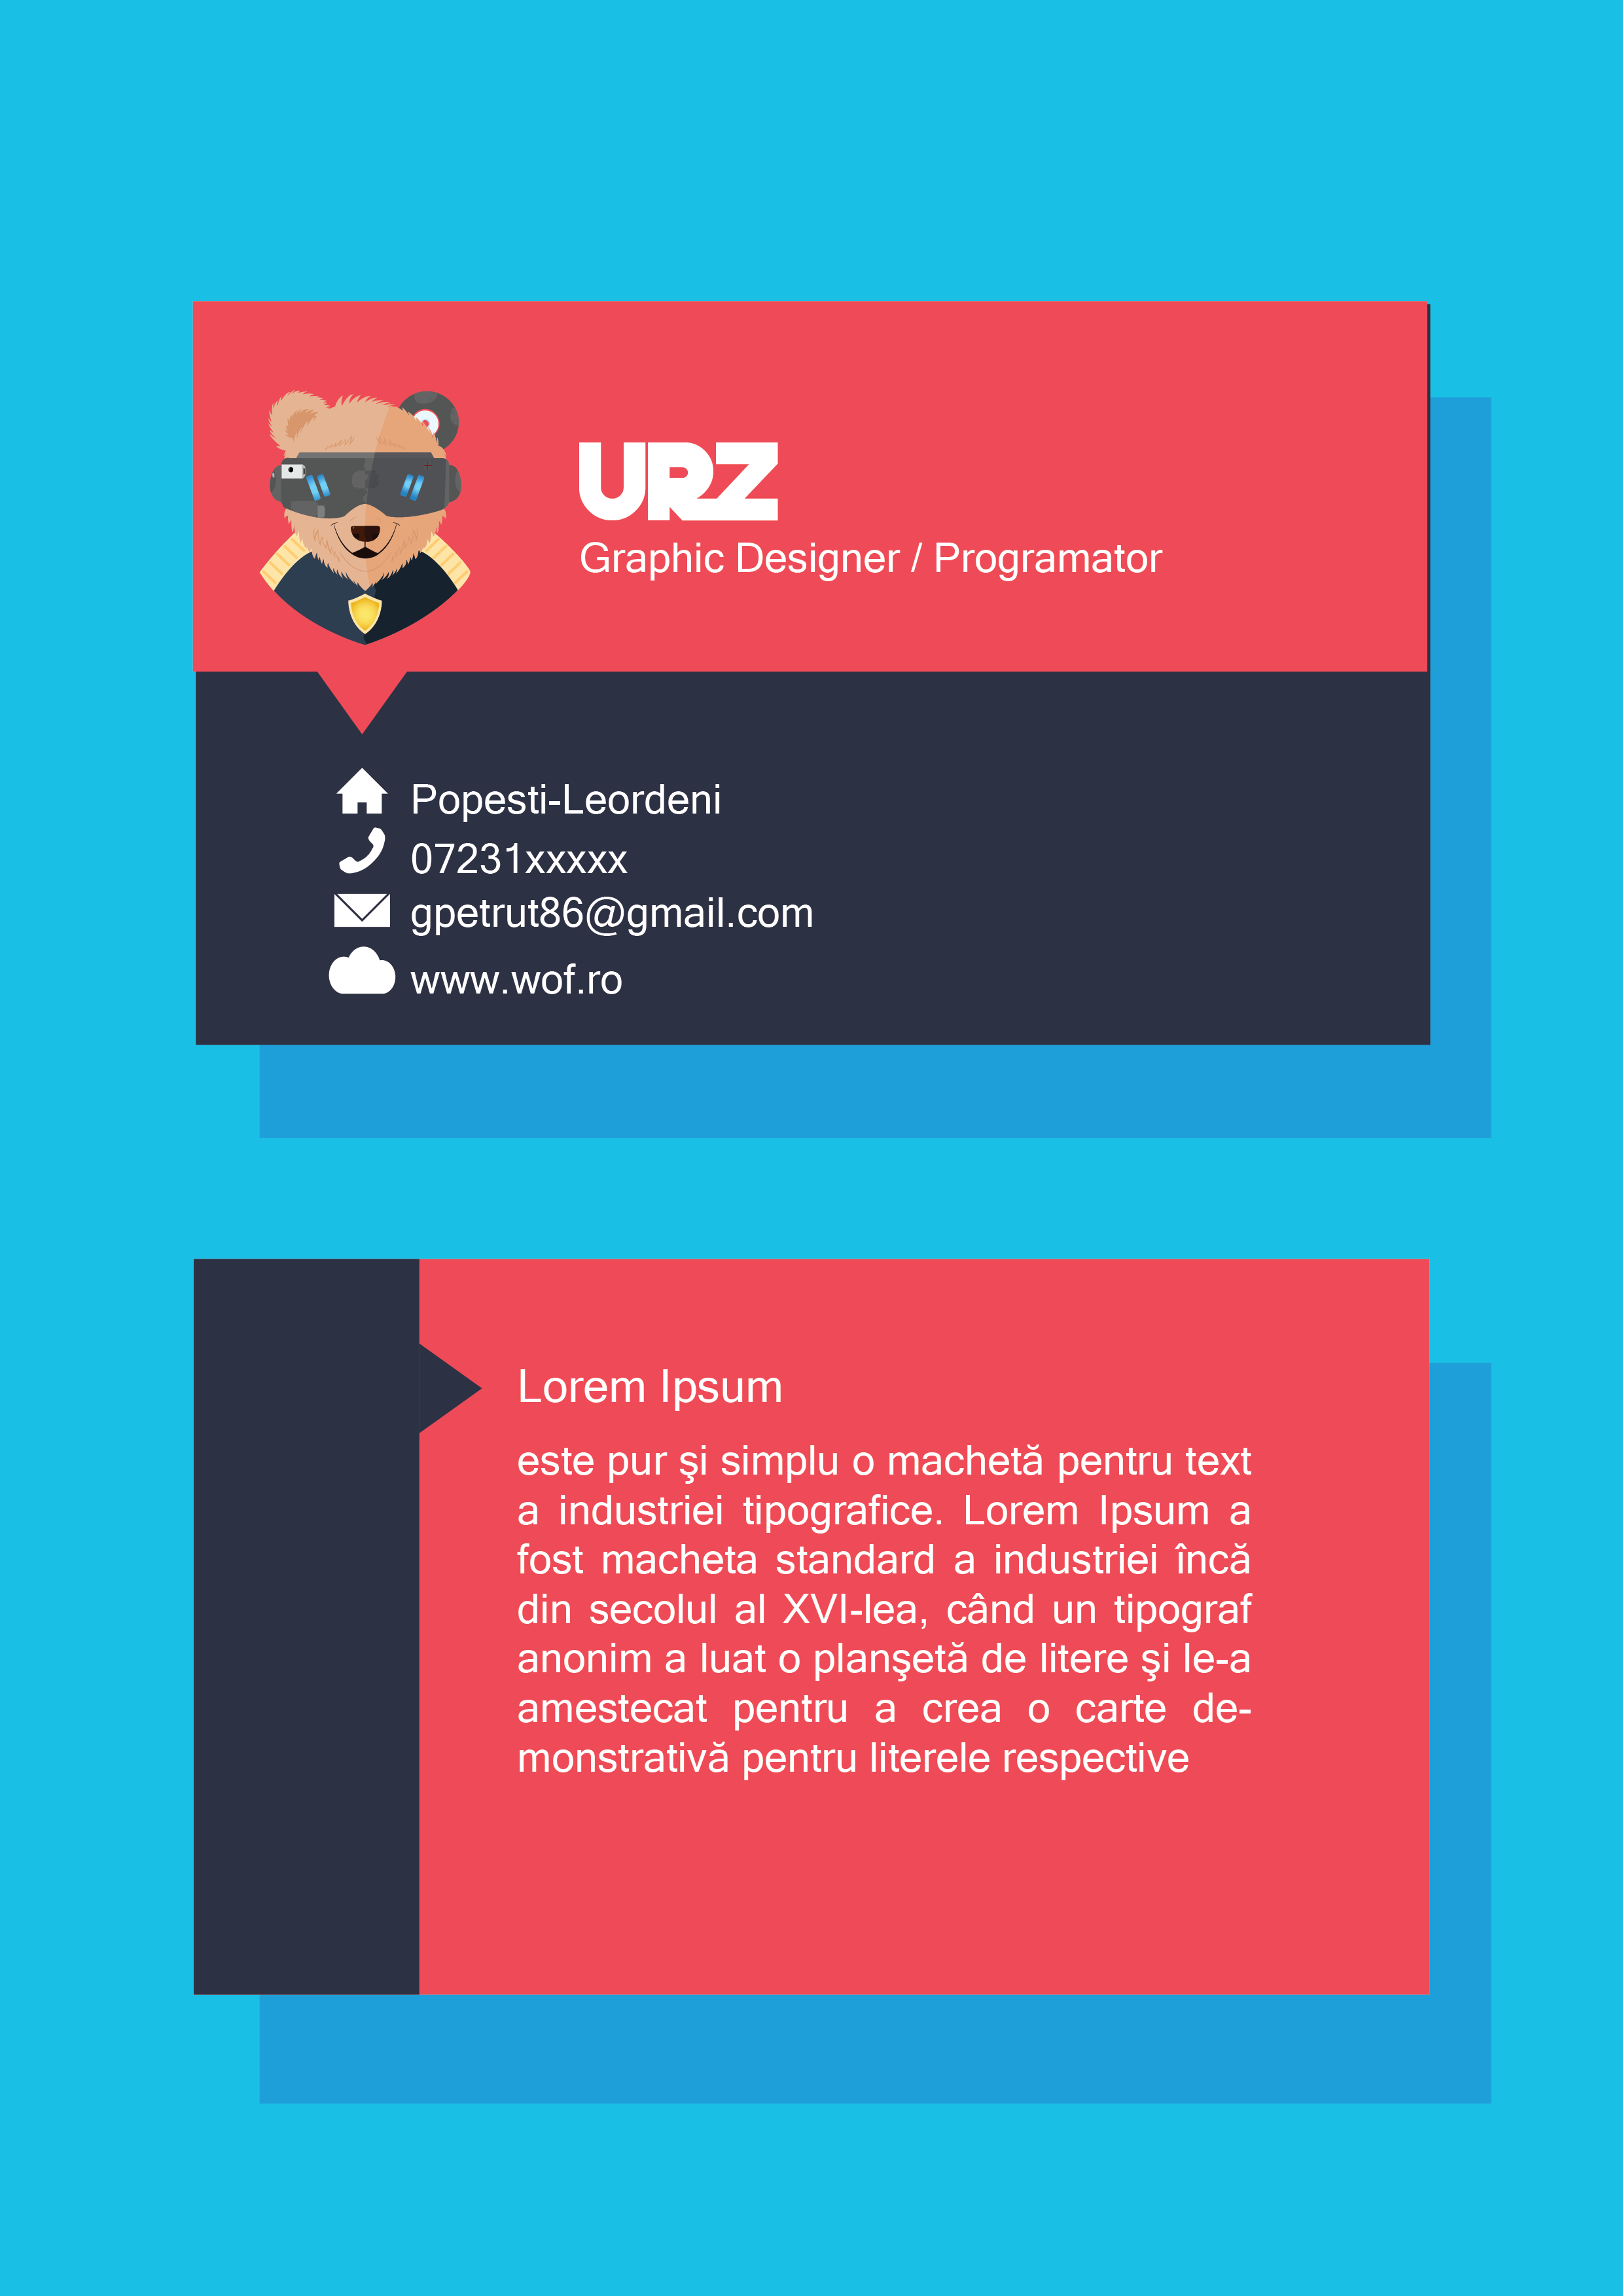 URZ
Graphic Designer / Programator
Popesti-Leordeni
07231xxxxx
gpetrut86@gmail.com
www.wof.ro
Lorem Ipsum
este pur şi simplu o machetă pentru text
a industriei tipografice. Lorem Ipsum a
fost macheta standard a industriei încă
din secolul al XVI-lea, când un tipograf
anonim a luat o planşetă de litere şi le-a
amestecat pentru a crea o carte de-
monstrativă pentru literele respective